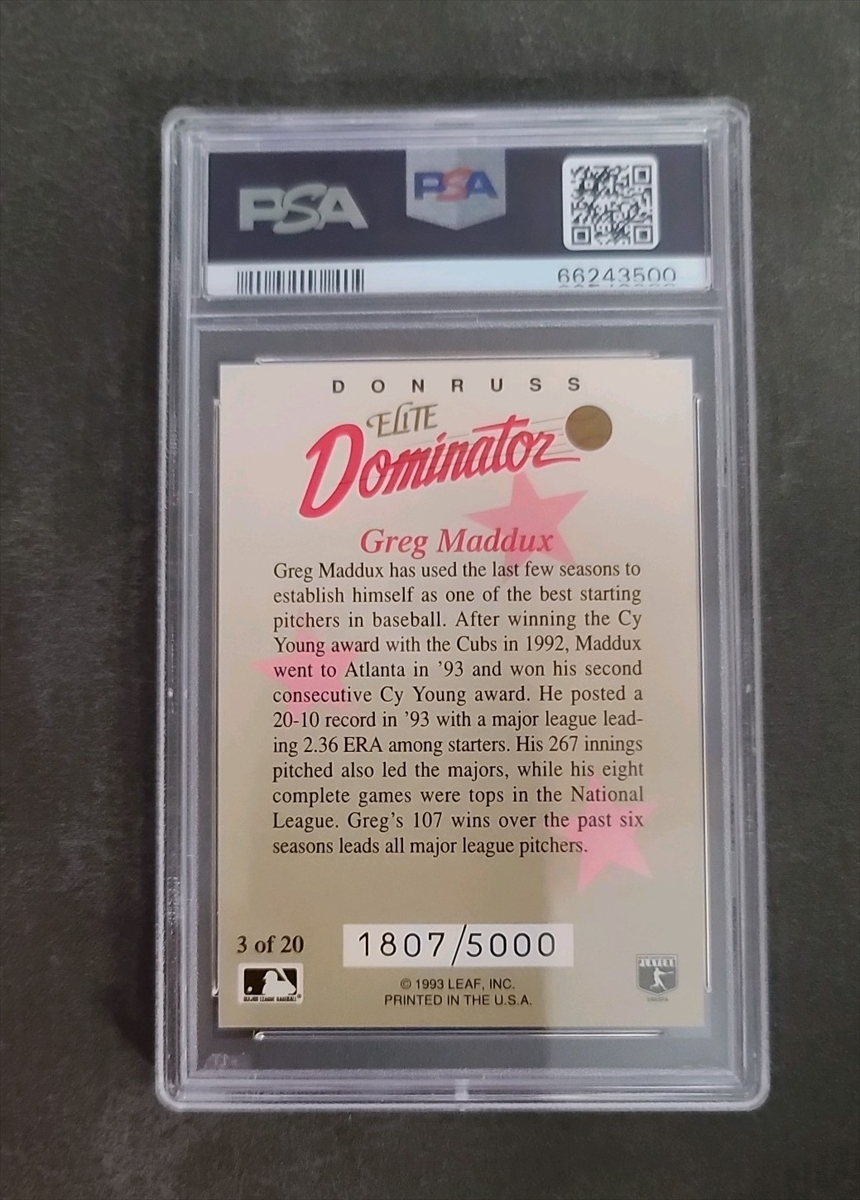 PSA
PSA
66243500
DONRUSS
ELITE
Dominator
Greg Maddux
Greg Maddux has used the last few seasons to
establish himself as one of the best starting
pitchers in baseball. After winning the Cy
Young award with the Cubs in 1992, Maddux
went to Atlanta in ’93 and won his second
consecutive Cy Young award. He posted a
20-10 record in ’93 with a major league lead-
ing 2.36 ERA among starters. His 267 innings
pitched also led the majors, while his eight
complete games were tops in the National
League. Greg’s 107 wins over the past six
seasons leads all major league pitchers.
3 of 20
1807/5000
MAJOR LEAGUE BASEBALL
© 1993 LEAF, INC.
PRINTED IN THE U.S.A.
PLAYERS